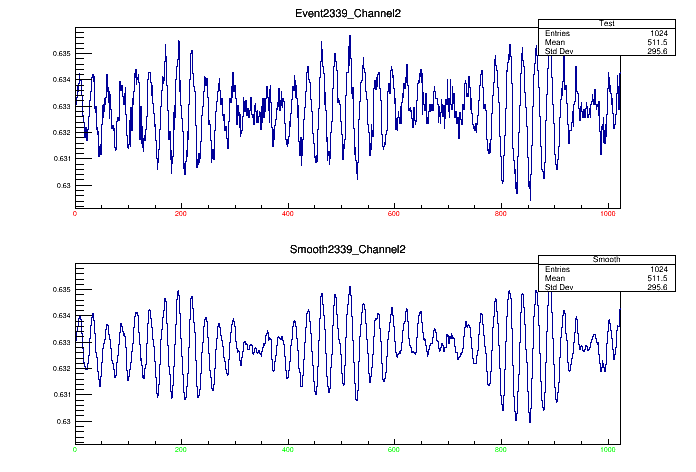 Event2339_Channel2
Test
Entries 1024
Mean 511.5
Std Dev 295.6
0.635
0.634
0.633
0.632
0.631
0.63
0 200 400 600 800 1000
Smooth2339_Channel2
Smooth
Entries 1024
Mean 511.5
Std Dev 295.6
0.635
0.634
0.633
0.632
0.631
0.63
0 200 400 600 800 1000